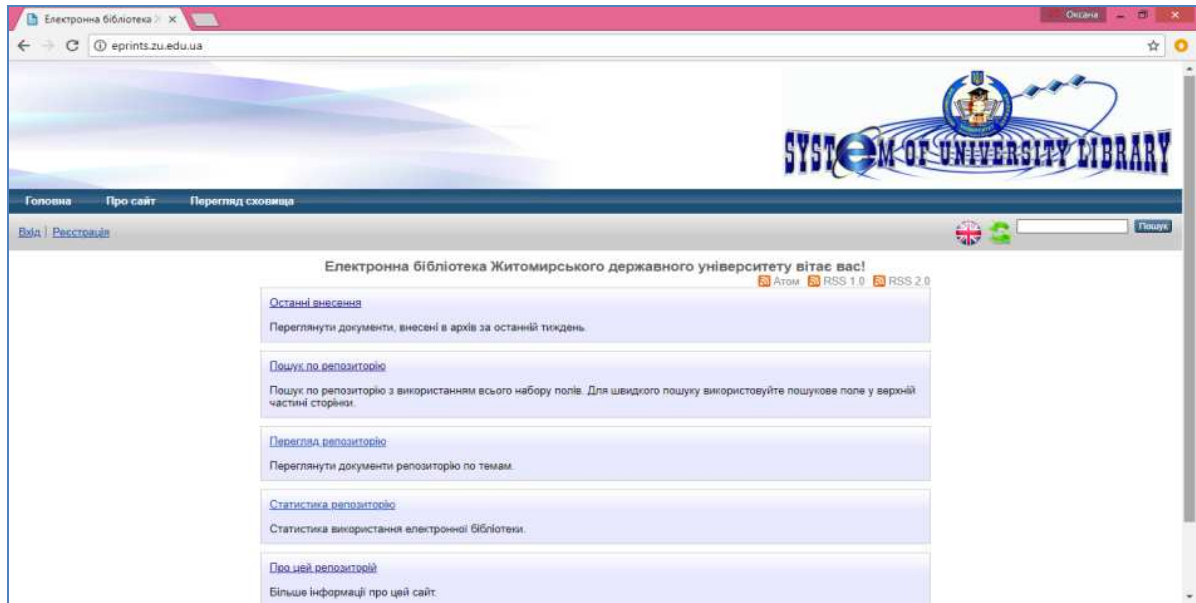 Електронна бібліотека
Оксана
eprints.zu.edu.ua
SYSTEM OF UNIVERSITY LIBRARY
Головна Про сайт Перегляд сховища
Вхід | Реєстрація
Пошук
Електронна бібліотека Житомирського державного університету вітає вас!
Атом RSS 1.0 RSS 2.0
Останні внесення
Переглянути документи, внесені в архів за останній тиждень.
Пошук по репозиторію
Пошук по репозиторію з використанням всього набору полів. Для швидкого пошуку використовуйте пошукове поле у верхній
частині сторінки.
Перегляд репозиторію
Переглянути документи репозиторію по темам.
Статистика репозиторію
Статистика використання електронної бібліотеки.
Про цей репозиторій
Більше інформації про цей сайт.